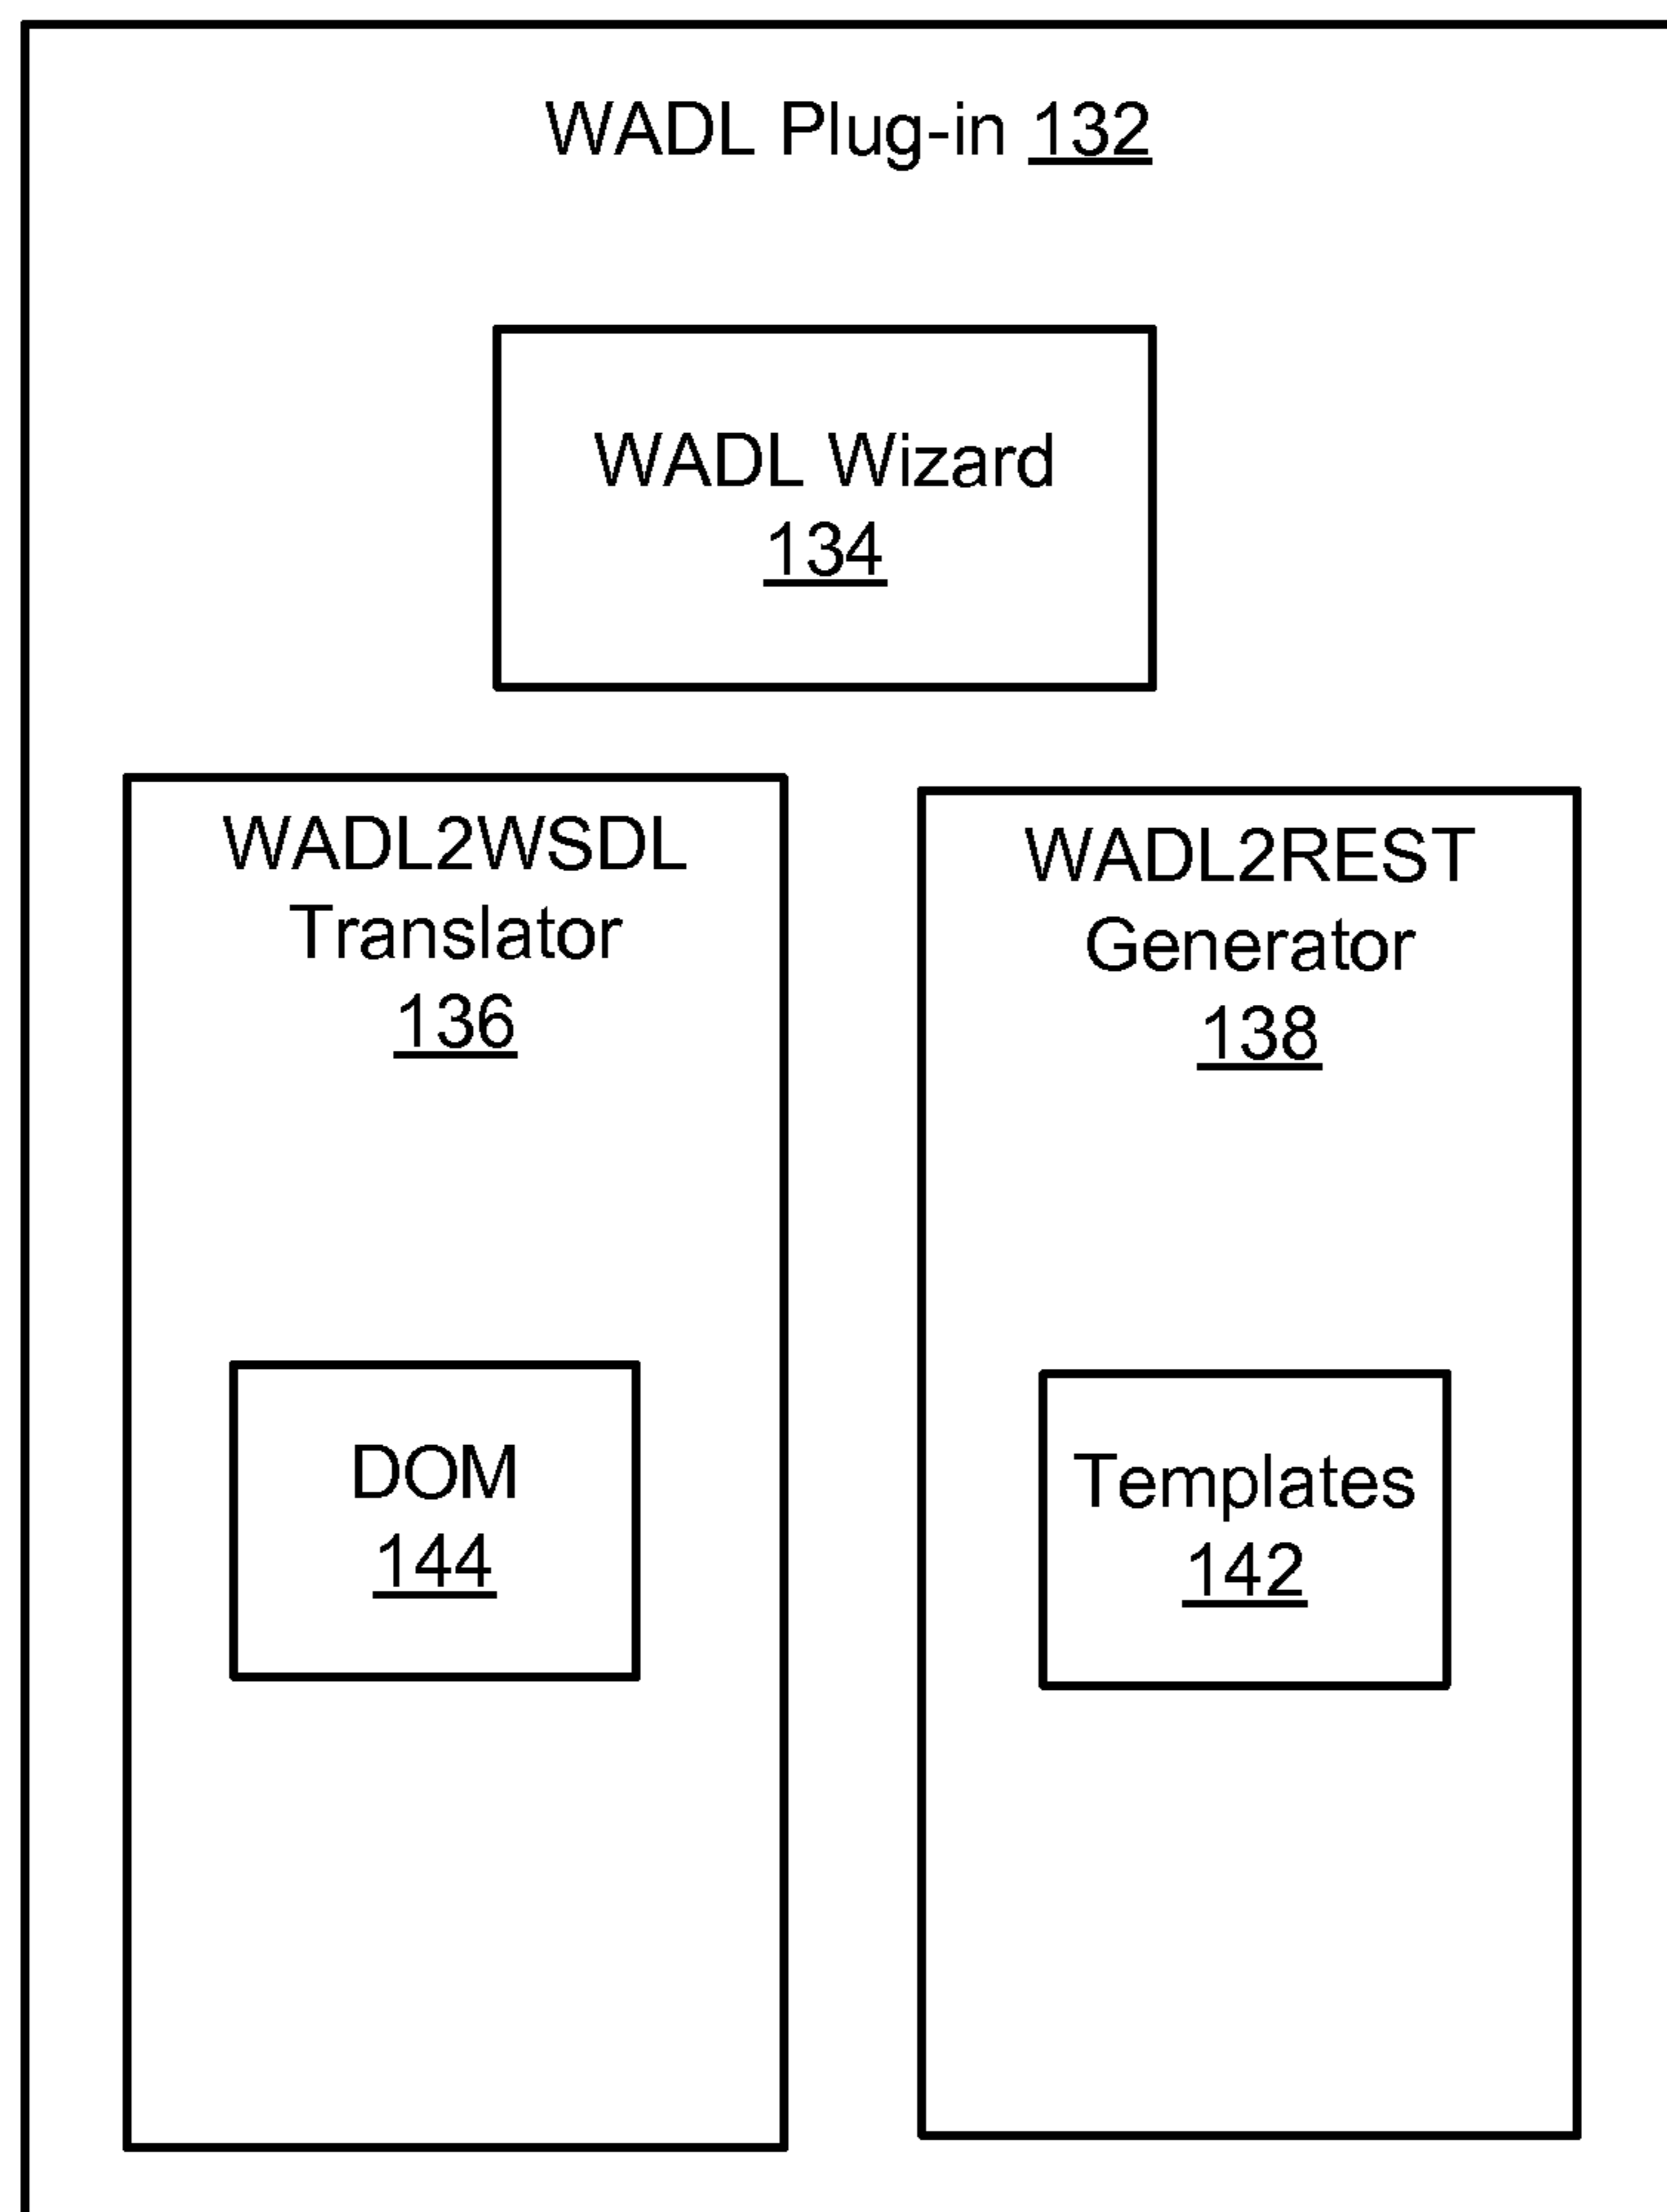 WADL Plug-in 132
WADL Wizard
134
WADL2WSDL
Translator
136
WADL2REST
Generator
138
DOM
144
Templates
142